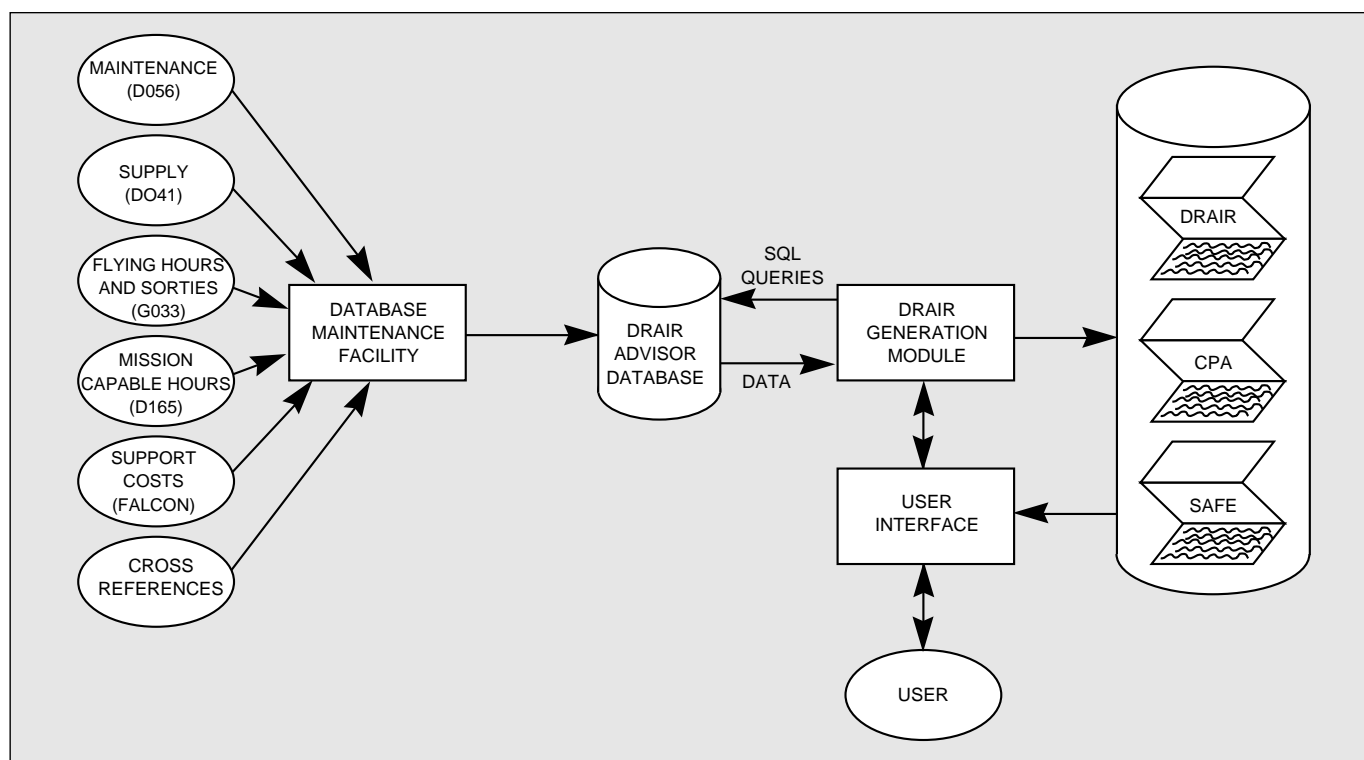 MAINTENANCE
(D056)
SUPPLY
(DO41)
FLYING HOURS
AND SORTIES
(G033)
MISSION
CAPABLE HOURS
(D165)
SUPPORT
COSTS
(FALCON)
CROSS
REFERENCES
DATABASE
MAINTENANCE
FACILITY
DRAIR
ADVISOR
DATABASE
SQL
QUERIES
DATA
DRAIR
GENERATION
MODULE
USER
INTERFACE
USER
DRAIR
CPA
SAFE